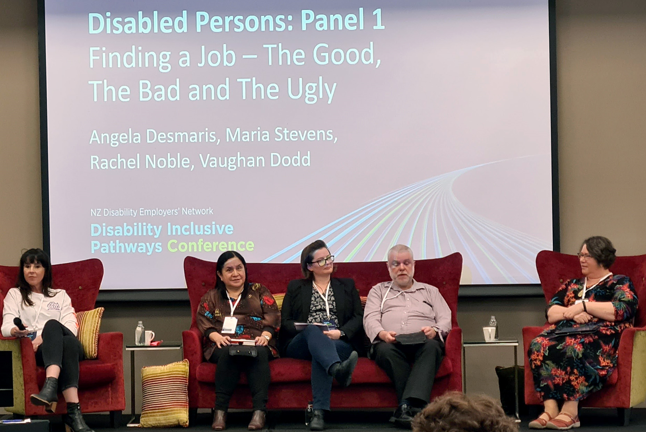 Disabled Persons: Panel 1
Finding a Job – The Good,
The Bad and The Ugly
Angela Desmaris, Maria Stevens,
Rachel Noble, Vaughan Dodd
NZ Disability Employers' Network
Disability Inclusive
Pathways Conference